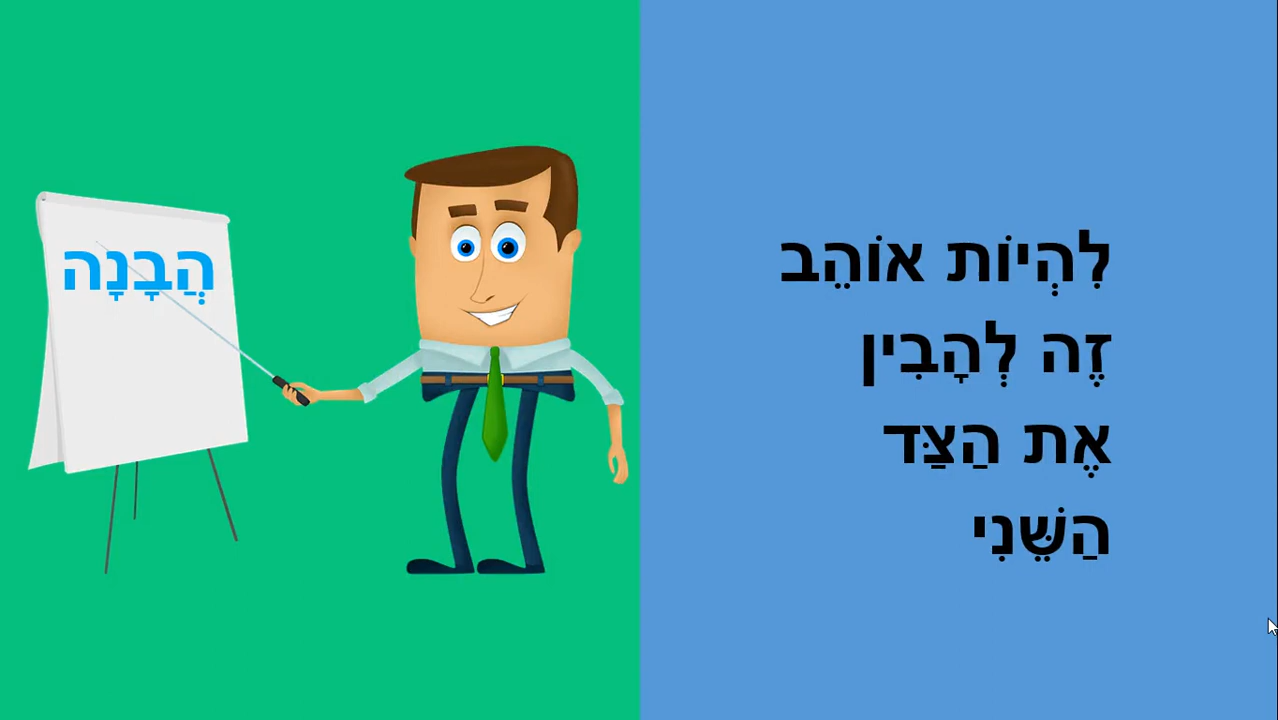 הֲבָנָה
לִהְיוֹת אוֹהֵב
זֶה לְהָבִין
אֶת הַצַּד
הַשֵּׁנִי